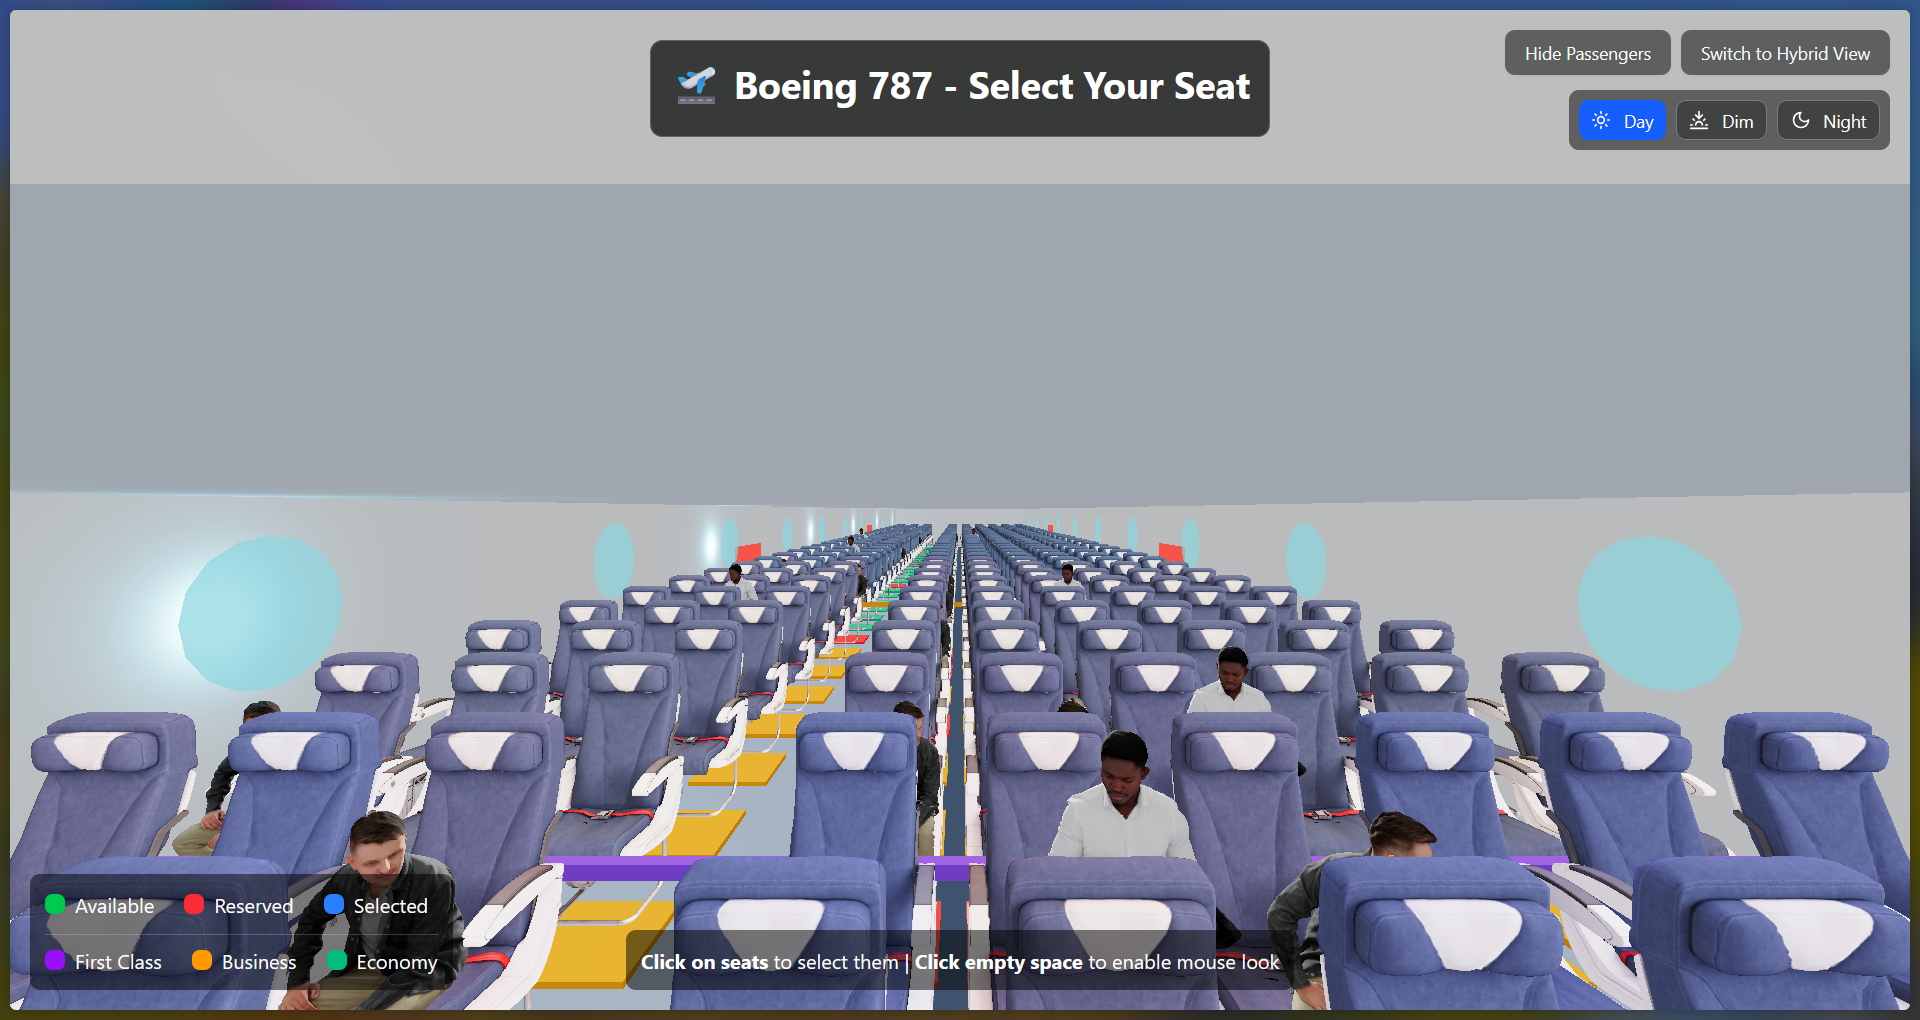 Boeing 787 - Select Your Seat
Hide Passengers
Switch to Hybrid View
Day
Dim
Night
Available
Reserved
Selected
First Class
Business
Economy
Click on seats to select them | Click empty space to enable mouse look